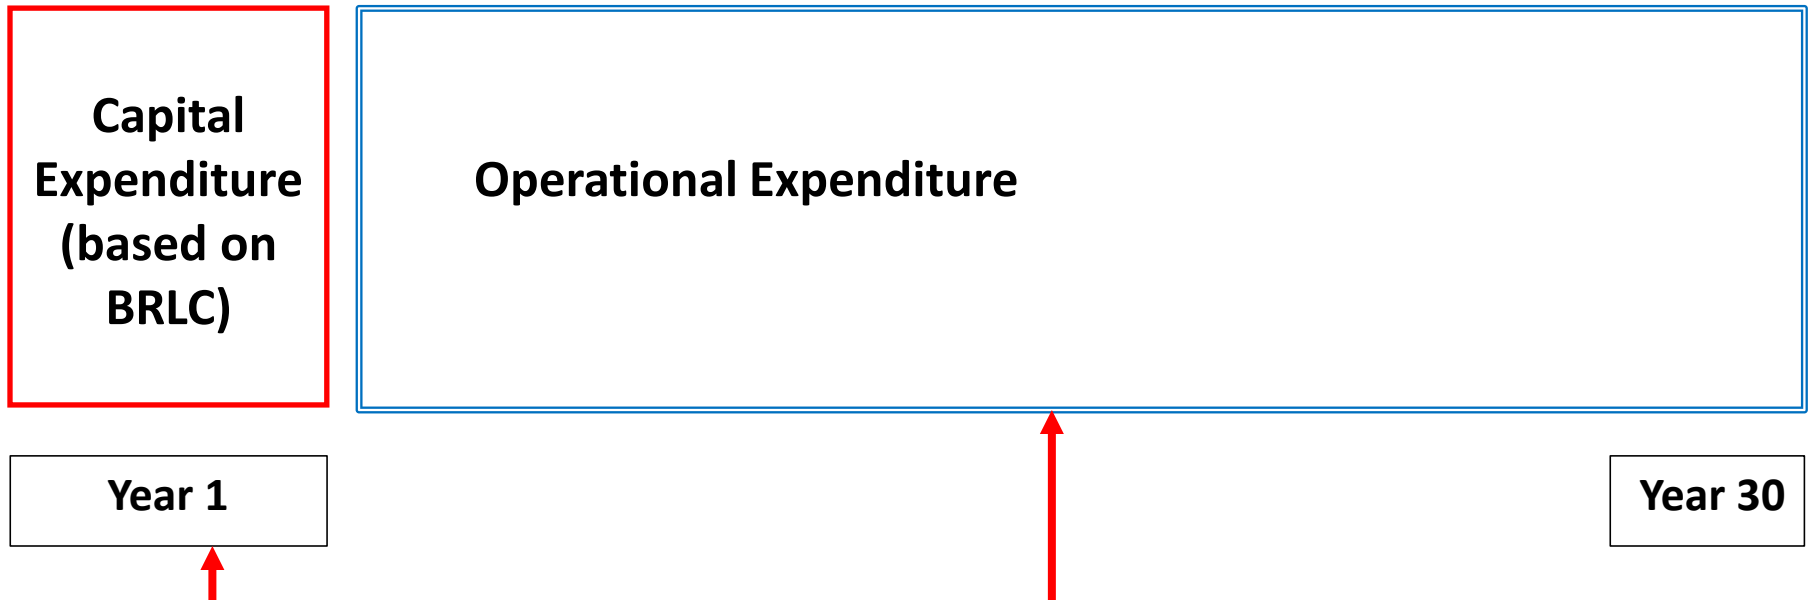 Capital
Expenditure
(based on
BRLC)
Operational Expenditure
Year 1
Year 30